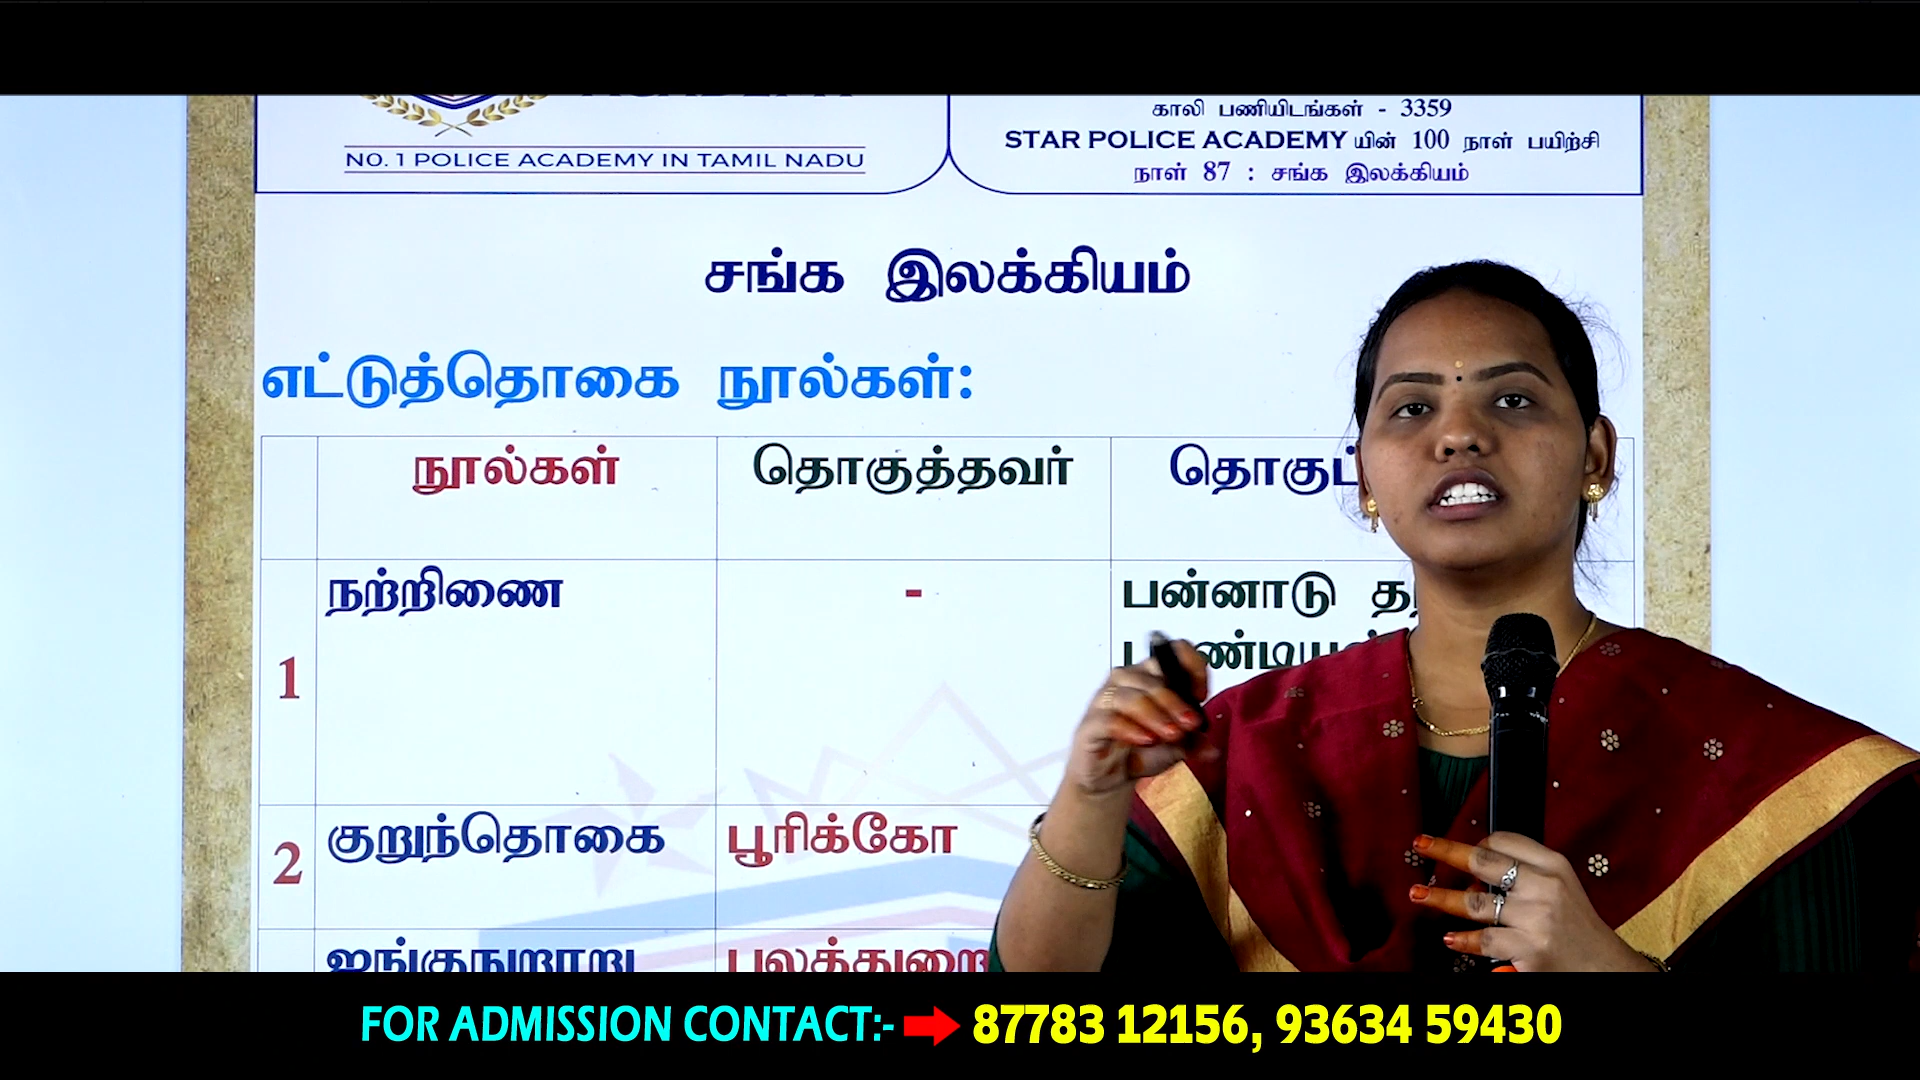 காலி பணியிடங்கள் - 3359
STAR POLICE ACADEMY யின் 100 நாள் பயிற்சி
NO. 1 POLICE ACADEMY IN TAMIL NADU
நாள் 87 : சங்க இலக்கியம்
சங்க இலக்கியம்
எட்டுத்தொகை நூல்கள்:
நூல்கள் தொகுத்தவர்
1 நற்றிணை - பன்னாடு
2 குறுந்தொகை பூரிக்கோ
ஐங்குநுறூறு
FOR ADMISSION CONTACT:- 87783 12156, 93634 59430